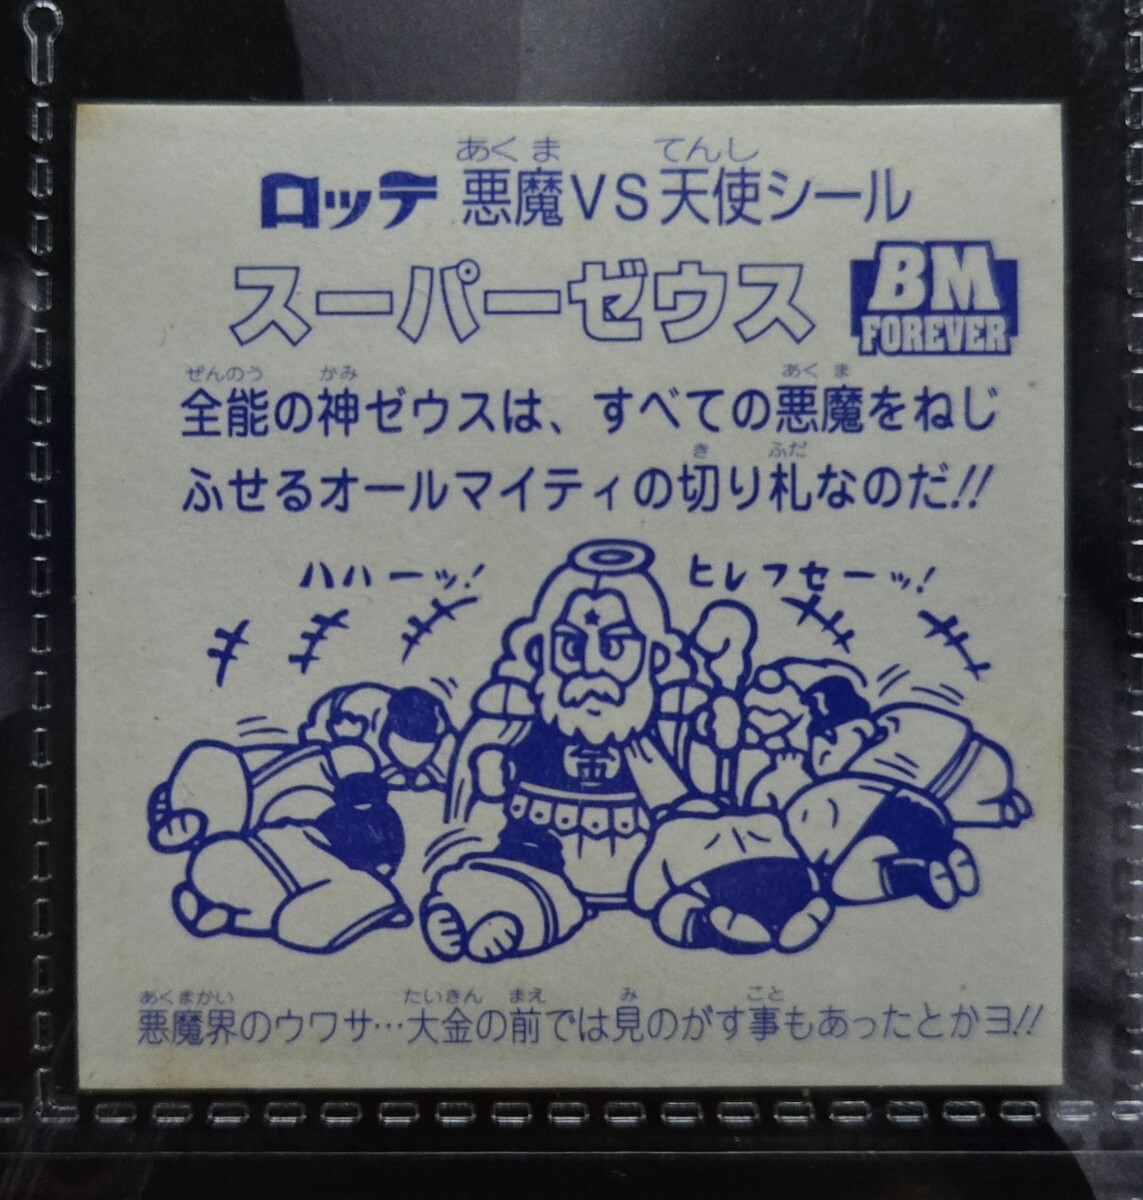 あくま てんし
ロッテ 悪魔VS天使シール
スーパーゼウス BM FOREVER
ぜんのう かみ あくま
全能の神ゼウスは、すべての悪魔をねじ
き ふだ
ふせるオールマイティの切り札なのだ!!
ハハーッ! ヒレフセーッ!
金
あくまかい たいきん まえ み こと
悪魔界のウワサ…大金の前では見のがす事もあったとかヨ!!